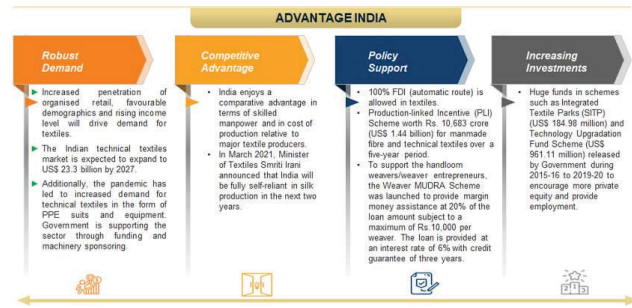 ADVANTAGE INDIA
Robust
Demand
Increased penetration of
organised retail, favourable
demographics and rising income
level will drive demand for
textiles.
The Indian technical textiles
market is expected to expand to
US$ 23.3 billion by 2027.
Additionally, the pandemic has
led to increased demand for
technical textiles in the form of
PPE suits and equipment.
Government is supporting the
sector through funding and
machinery sponsoring.
Competitive
Advantage
• India enjoys a
comparative advantage in
terms of skilled
manpower and in cost of
production relative to
major textile producers.
• In March 2021, Minister
of Textiles Smriti Irani
announced that India will
be fully self-reliant in silk
production in the next two
years.
Policy
Support
• 100% FDI (automatic route) is
allowed in textiles.
• Production-linked Incentive (PLI)
Scheme worth Rs. 10,683 crore
(US$ 1.44 billion) for manmade
fibre and technical textiles over a
five-year period.
• To support the handloom
weavers/weaver entrepreneurs,
the Weaver MUDRA Scheme
was launched to provide margin
money assistance at 20% of the
loan amount subject to a
maximum of Rs.10,000 per
weaver. The loan is provided at
an interest rate of 6% with credit
guarantee of three years.
Increasing
Investments
• Huge funds in schemes
such as Integrated
Textile Parks (SITP)
(US$ 184.98 million) and
Technology Upgradation
Fund Scheme (US$
961.11 million) released
by Government during
2015-16 to 2019-20 to
encourage more private
equity and provide
employment.